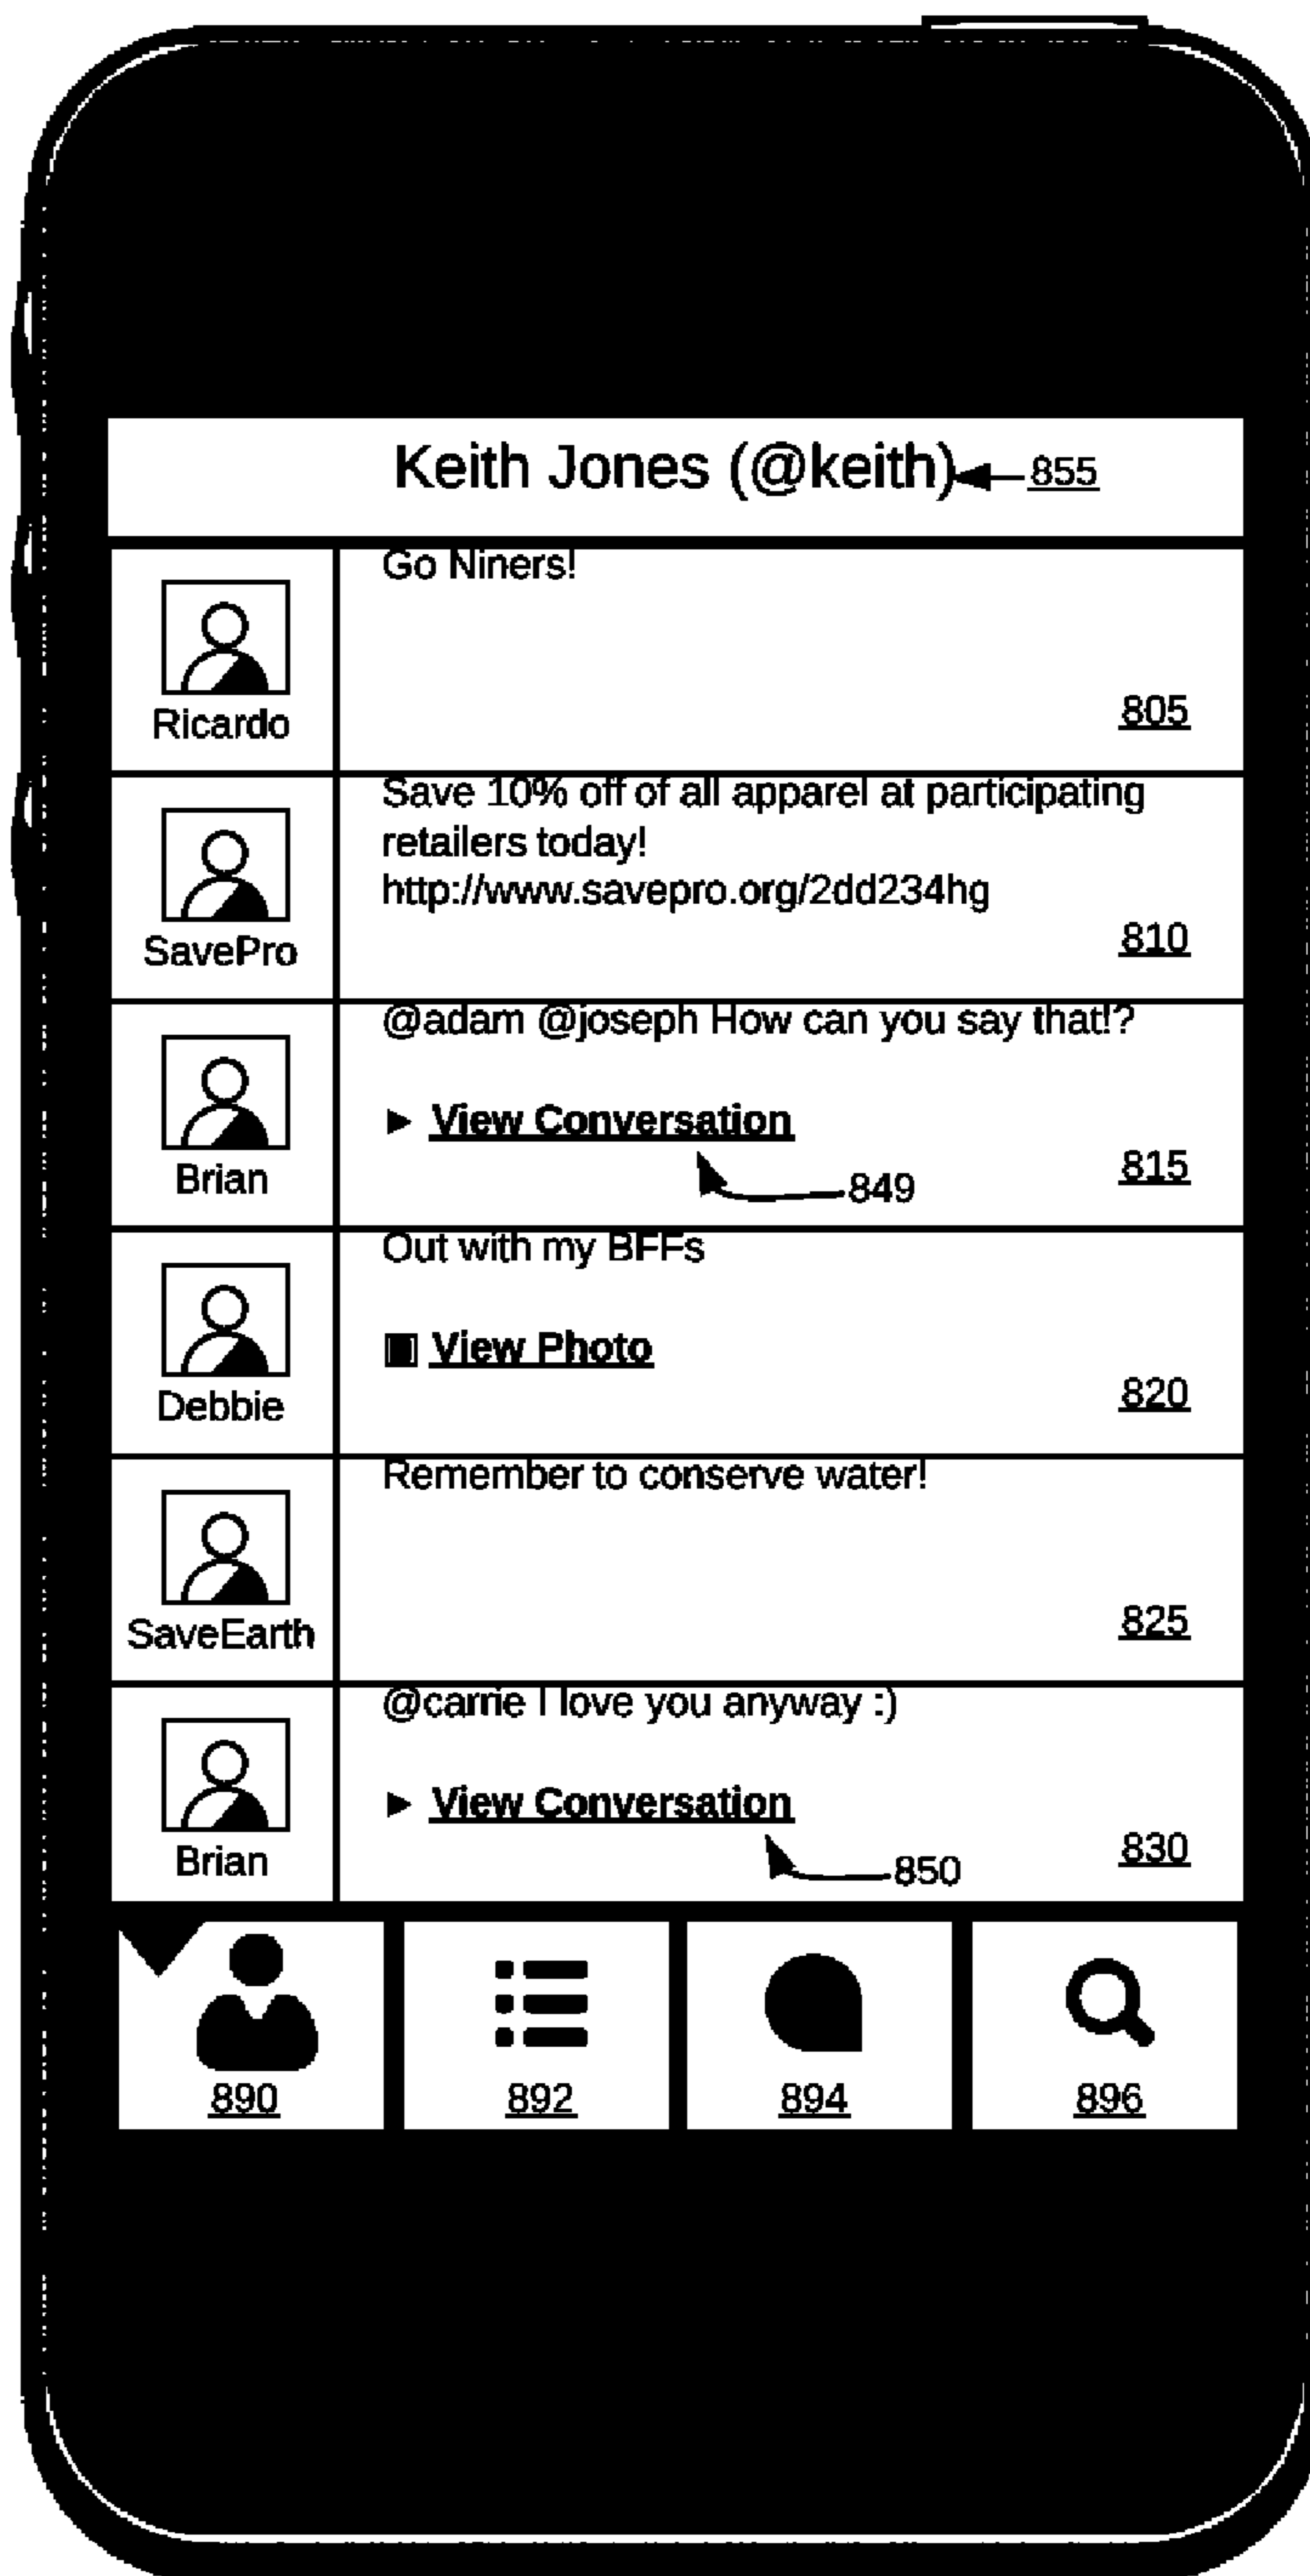 Keith Jones (@keith) 855
Go Niners!
Ricardo
805
Save 10% off of all apparel at participating
retailers today!
http://www.savepro.org/2dd234hg
SavePro
810
@adam @joseph How can you say that!?
► View Conversation
849
Brian
815
Out with my BFFs
View Photo
Debbie
820
Remember to conserve water!
SaveEarth
825
@carrie I love you anyway :)
► View Conversation
850
Brian
830
890 892 894 896